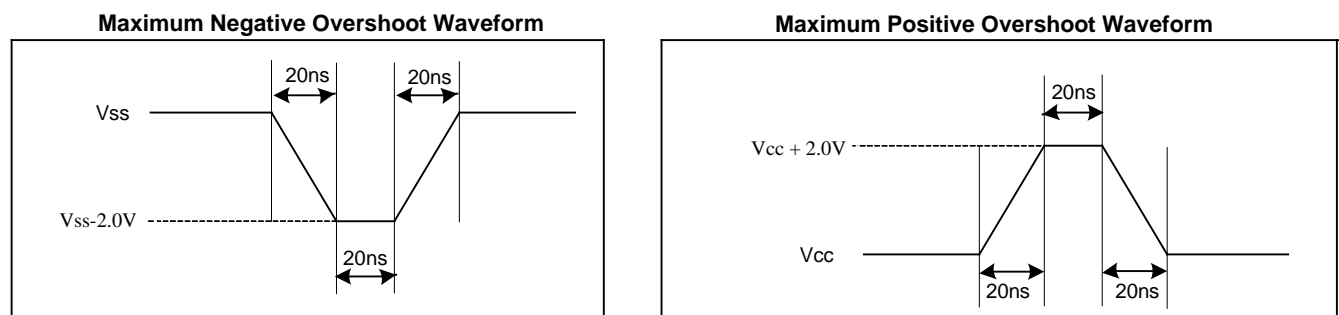 Maximum Negative Overshoot Waveform
20ns
20ns
Vss
Vss-2.0V
20ns
Maximum Positive Overshoot Waveform
20ns
Vcc + 2.0V
Vcc
20ns
20ns